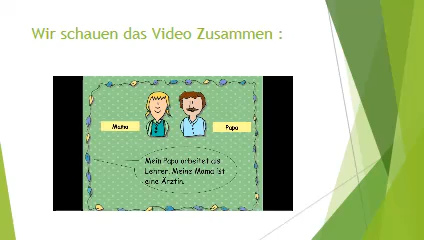 Wir schauen das Video Zusammen :
Mama
Papa
Mein Papa arbeitet als
Lehrer. Meine Mama ist
eine Ärztin.